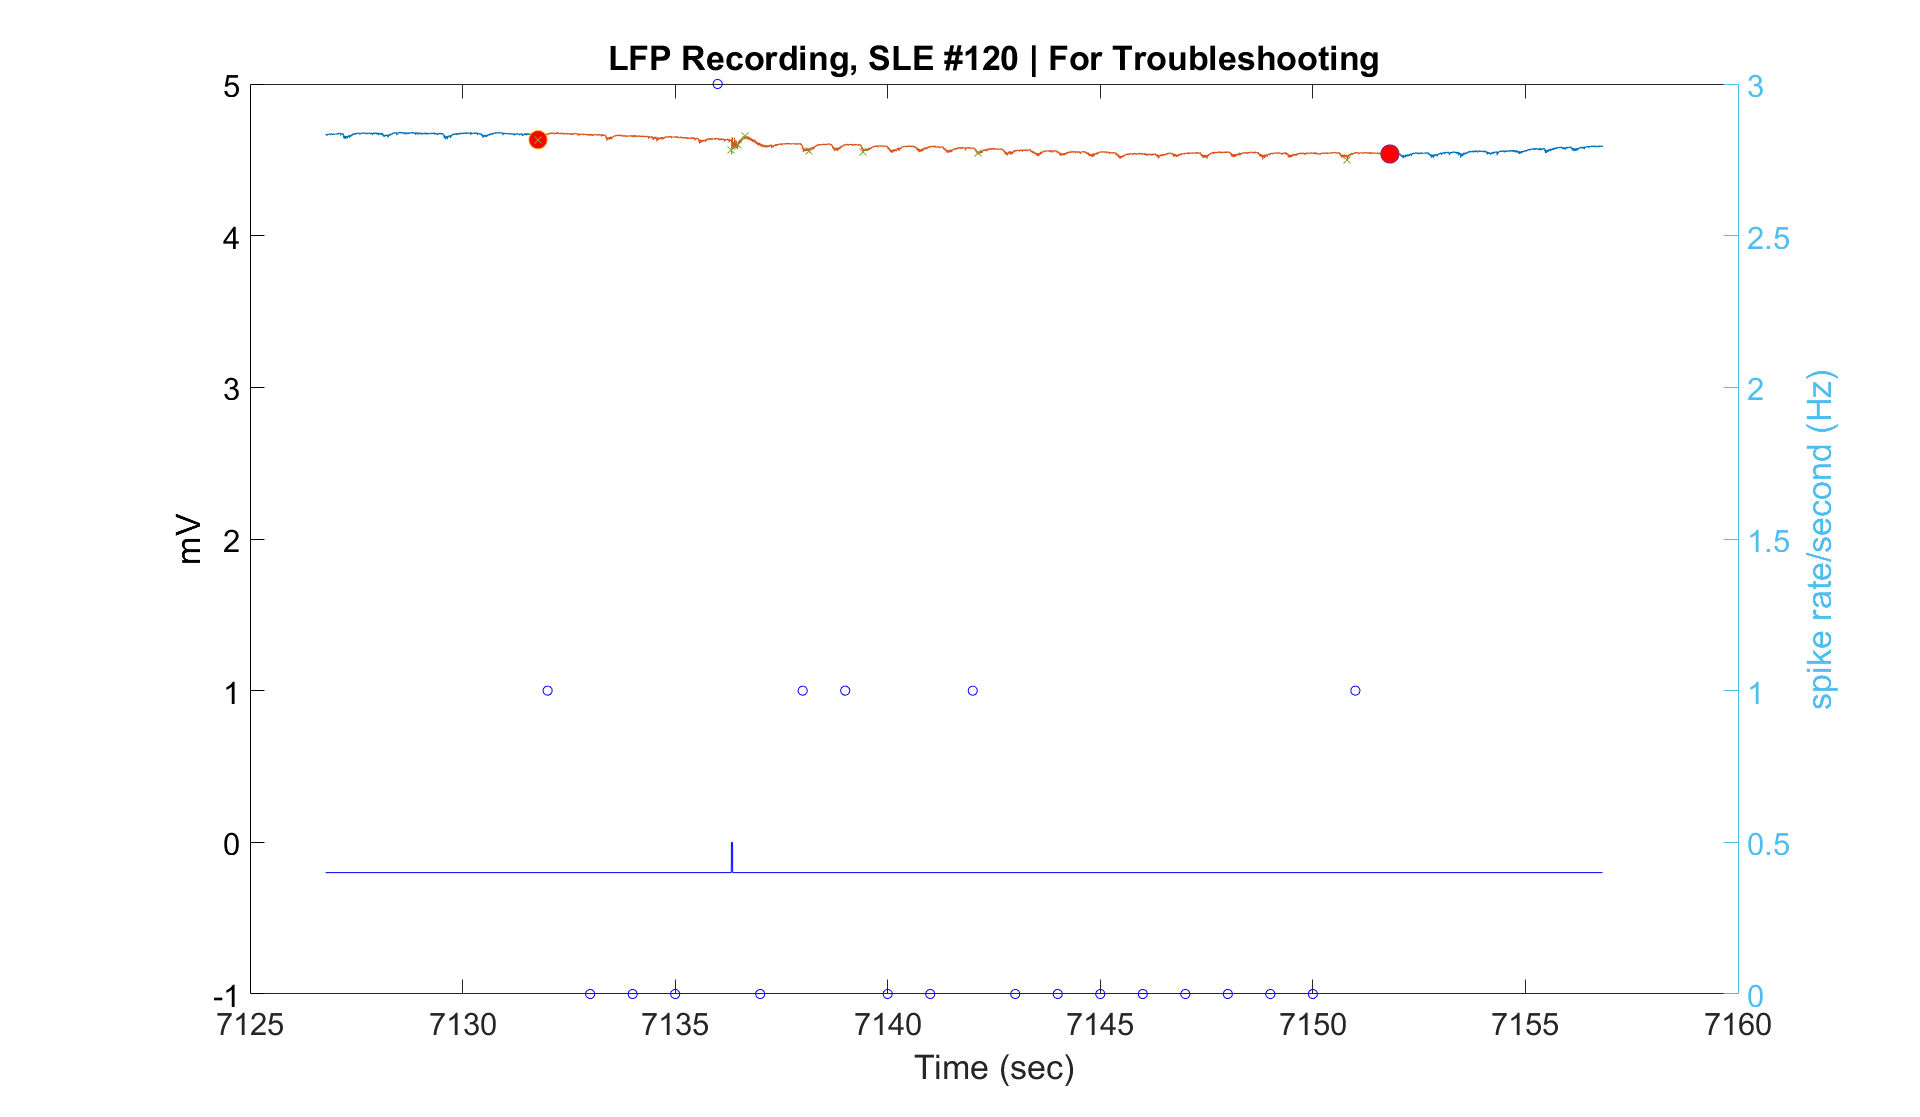 LFP Recording, SLE #120 | For Troubleshooting
5
4
3
2
1
0
-1
mV
3
2.5
2
1.5
1
0.5
0
spike rate/second (Hz)
7125 7130 7135 7140 7145 7150 7155 7160
Time (sec)